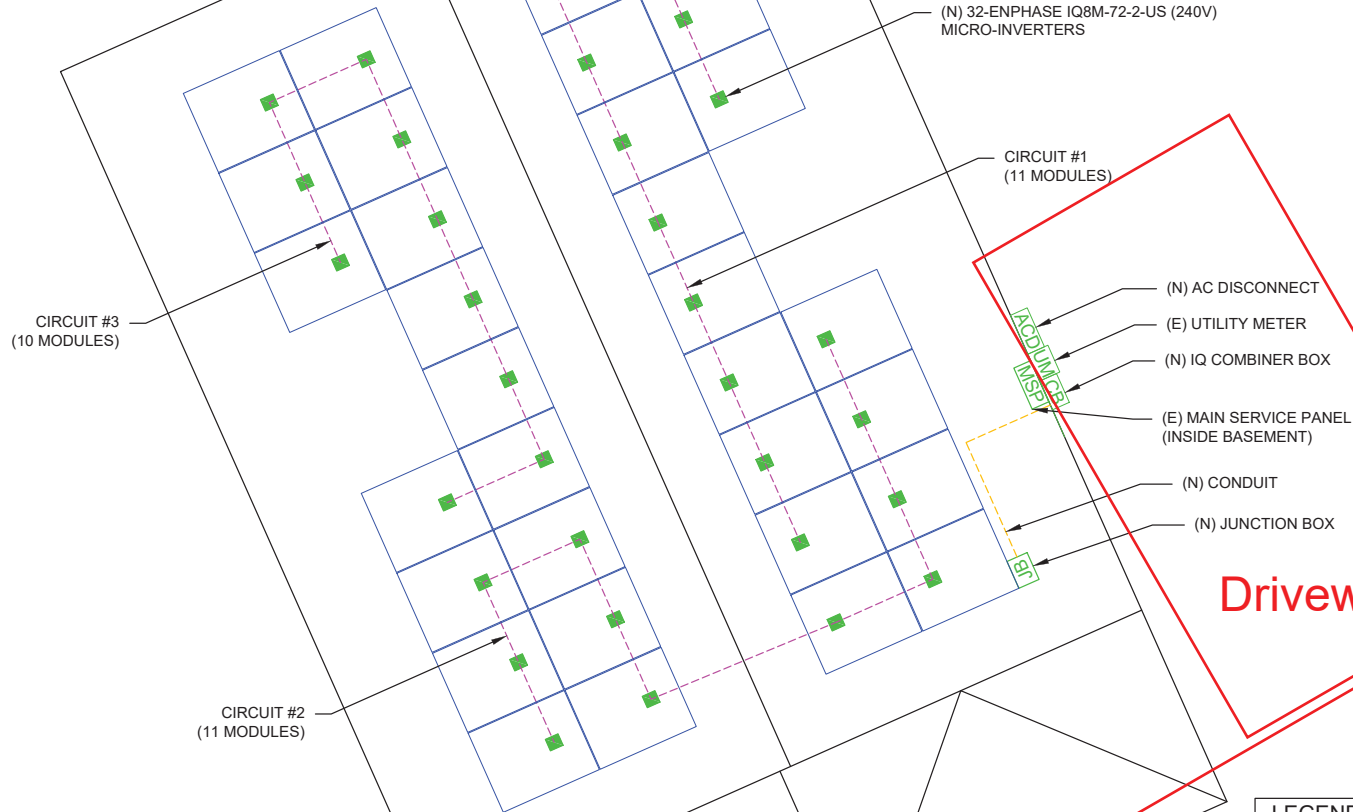 (N) 32-ENPHASE IQ8M-72-2-US (240V)
MICRO-INVERTERS
CIRCUIT #1
(11 MODULES)
(N) AC DISCONNECT
(E) UTILITY METER
(N) IQ COMBINER BOX
(E) MAIN SERVICE PANEL
(INSIDE BASEMENT)
(N) CONDUIT
(N) JUNCTION BOX
ACD
UM
CB
MSP
JB
CIRCUIT #3
(10 MODULES)
CIRCUIT #2
(11 MODULES)
Drivew
LEGEND